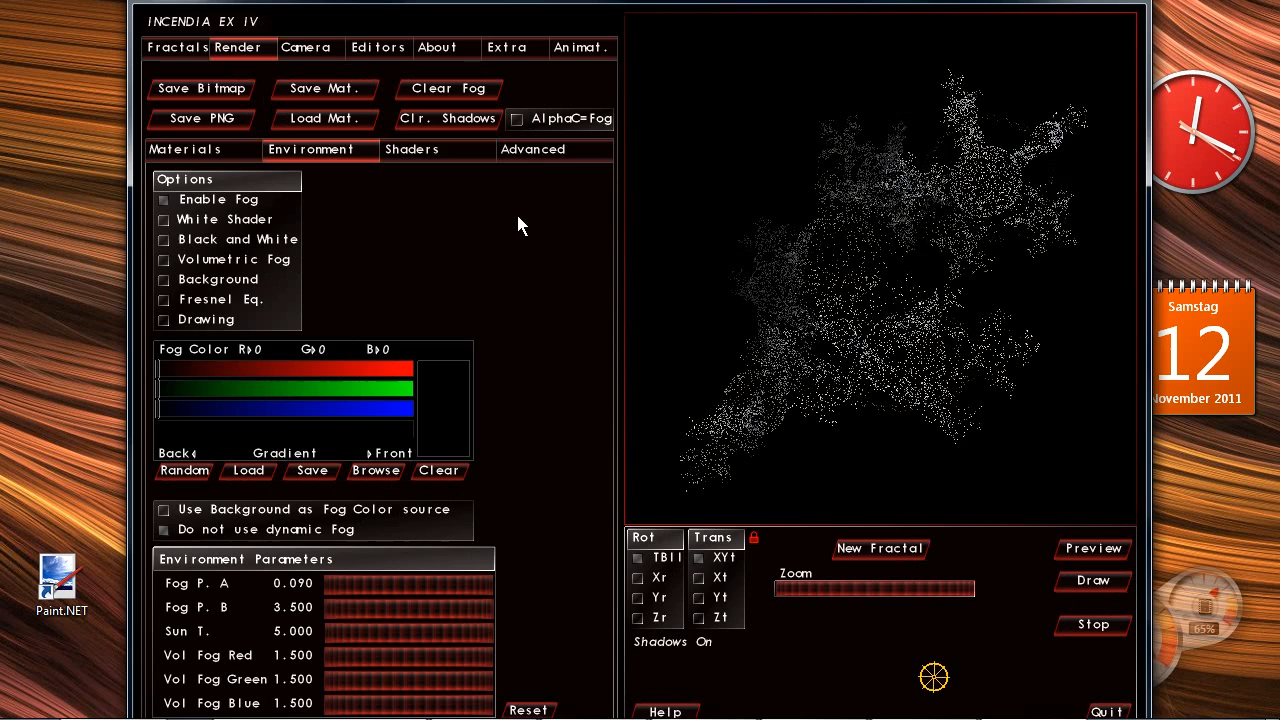 INCENDIA EX IV
Fractals Render Camera Editors About Extra Animat.
Save Bitmap Save Mat. Clear Fog
Save PNG Load Mat. Clr. Shadows AlphaC=Fog
Materials Environment Shaders Advanced
Options
Enable Fog
White Shader
Black and White
Volumetric Fog
Background
Fresnel Eq.
Drawing
Fog Color R 0 G 0 B 0
Back Gradient Front
Random Load Save Browse Clear
Use Background as Fog Color source
Do not use dynamic Fog
Environment Parameters
Fog P. A 0.090
Fog P. B 3.500
Sun T. 5.000
Vol Fog Red 1.500
Vol Fog Green 1.500
Vol Fog Blue 1.500
Reset
Rot Trans
TBll XYt
Xr Xt
Yr Yt
Zr Zt
Shadows On
New Fractal
Zoom
Preview
Draw
Stop
Help
Quit
Samstag
12
November 2011
65%
Paint.NET